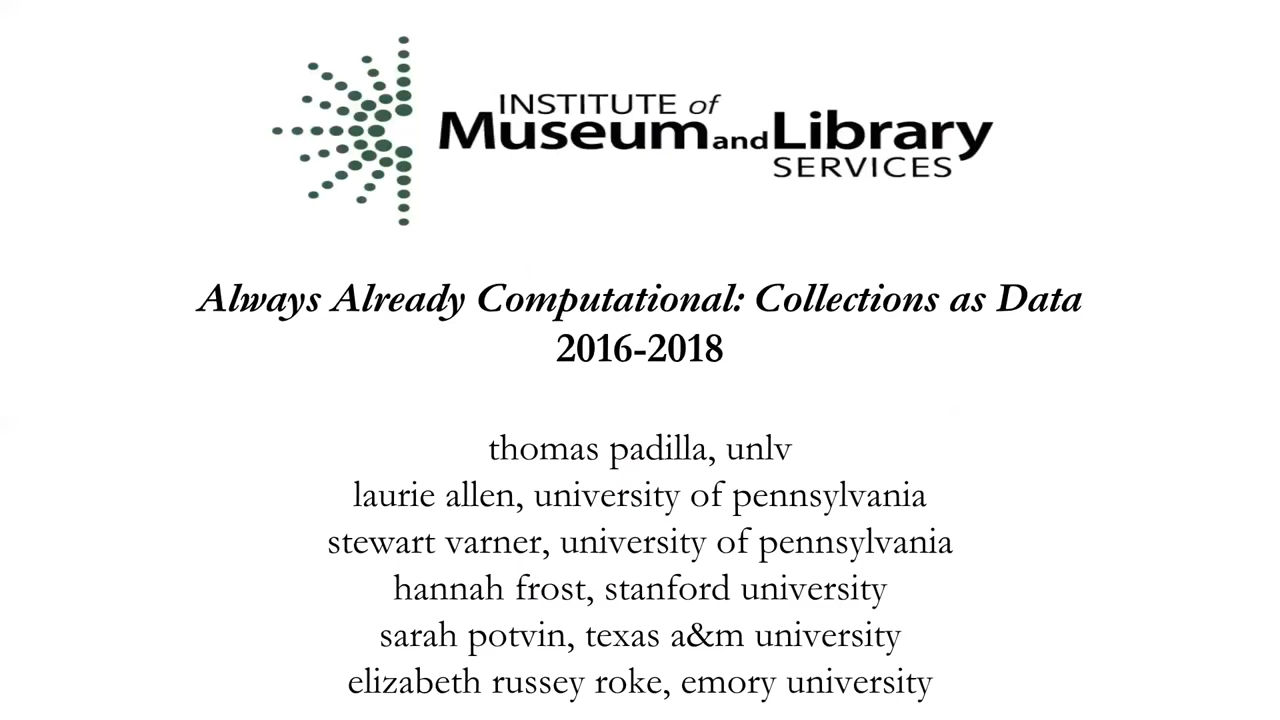 INSTITUTE of
Museum and Library
SERVICES
Always Already Computational: Collections as Data
2016-2018
thomas padilla, unlv
laurie allen, university of pennsylvania
stewart varner, university of pennsylvania
hannah frost, stanford university
sarah potvin, texas a&m university
elizabeth russey roke, emory university